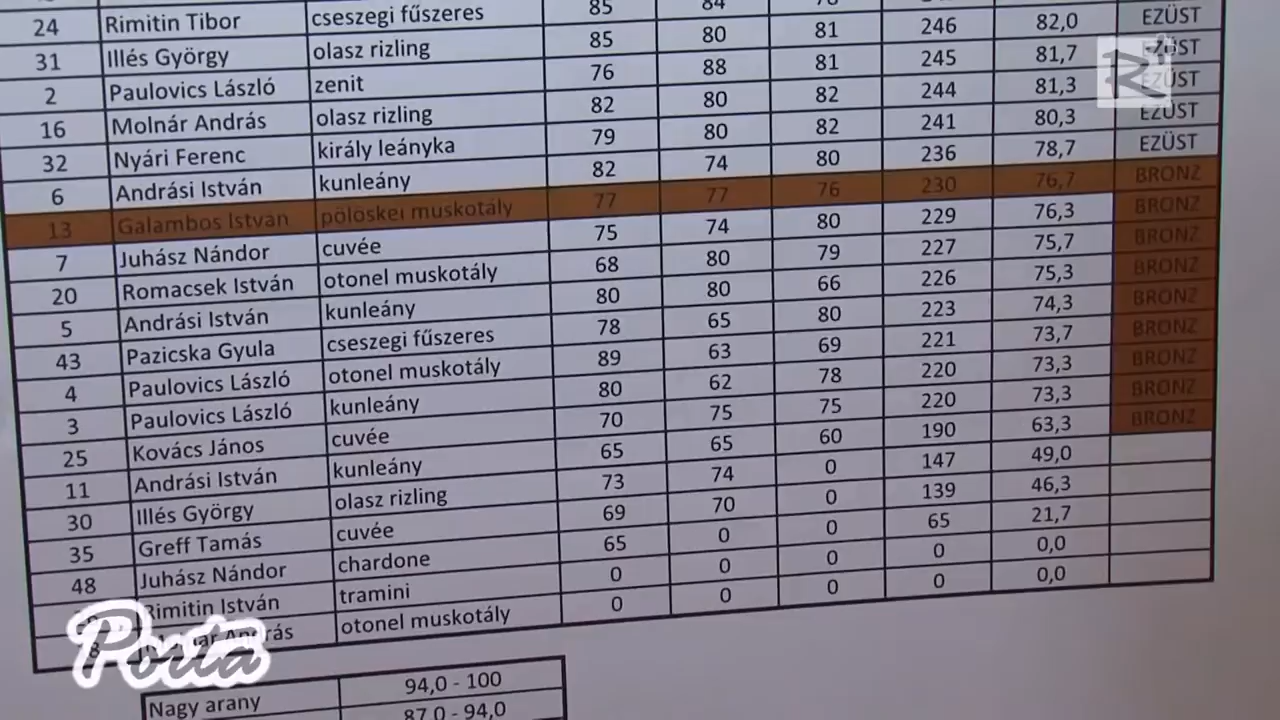 24 Rimitin Tibor cseszegi fűszeres 85 84
31 Illés György olasz rizling 85 80 81 246 82,0 EZÜST
2 Paulovics László zenit 76 88 81 245 81,7 EZÜST
16 Molnár András olasz rizling 82 80 82 244 81,3 EZÜST
32 Nyári Ferenc király leányka 79 80 82 241 80,3 EZÜST
6 Andrási István kunleány 82 74 80 236 78,7 EZÜST
13 Galambos István pölöskei muskotály 77 77 76 230 76,7 BRONZ
7 Juhász Nándor cuvée 75 74 80 229 76,3 BRONZ
20 Romacsek István otonel muskotály 68 80 79 227 75,7 BRONZ
5 Andrási István kunleány 80 80 66 226 75,3 BRONZ
43 Pazicska Gyula cseszegi fűszeres 78 65 80 223 74,3 BRONZ
4 Paulovics László otonel muskotály 89 63 69 221 73,7 BRONZ
3 Paulovics László kunleány 80 62 78 220 73,3 BRONZ
25 Kovács János cuvée 70 75 75 220 73,3 BRONZ
11 Andrási István kunleány 65 65 60 190 63,3 BRONZ
30 Illés György olasz rizling 73 74 0 147 49,0
35 Greff Tamás cuvée 69 70 0 139 46,3
48 Juhász Nándor chardone 65 0 0 65 21,7
Rimitin István tramini 0 0 0 0 0,0
András otonel muskotály 0 0 0 0 0,0
Nagy arany 94,0 - 100
87,0 - 94,0
Porta
R+